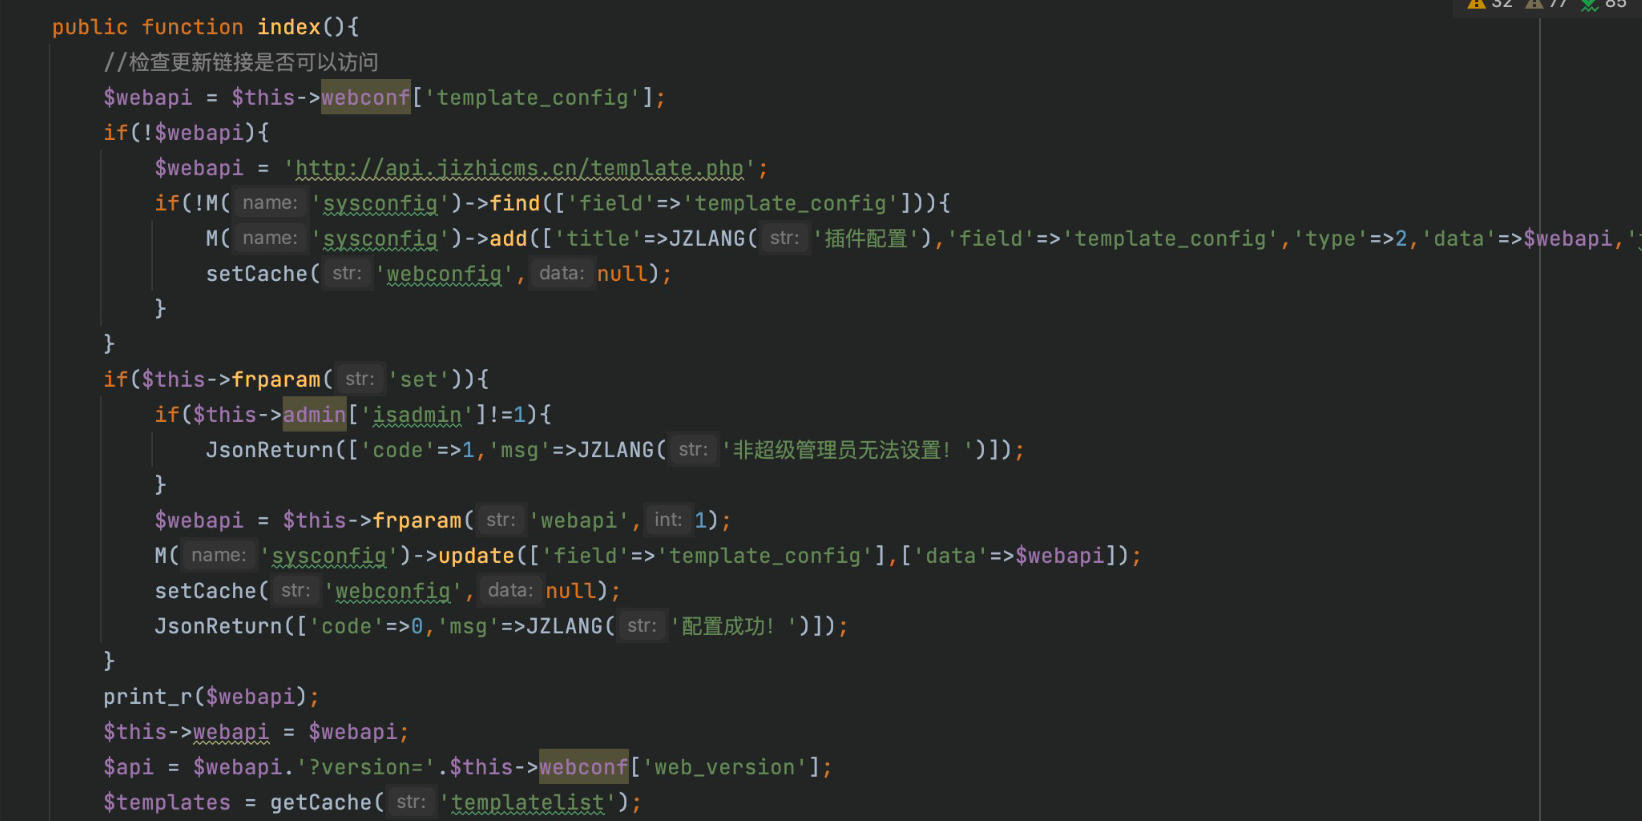 32 77 85
public function index(){
//检查更新链接是否可以访问
$webapi = $this->webconf['template_config'];
if(!$webapi){
$webapi = 'http://api.jizhicms.cn/template.php';
if(!M( name: 'sysconfig')->find(['field'=>'template_config'])){
M( name: 'sysconfig')->add(['title'=>JZLANG( str: '插件配置'),'field'=>'template_config','type'=>2,'data'=>$webapi,'
setCache( str: 'webconfig', data: null);
}
}
if($this->frparam( str: 'set')){
if($this->admin['isadmin']!=1){
JsonReturn(['code'=>1,'msg'=>JZLANG( str: '非超级管理员无法设置！')]);
}
$webapi = $this->frparam( str: 'webapi', int: 1);
M( name: 'sysconfig')->update(['field'=>'template_config'],['data'=>$webapi]);
setCache( str: 'webconfig', data: null);
JsonReturn(['code'=>0,'msg'=>JZLANG( str: '配置成功！')]);
}
print_r($webapi);
$this->webapi = $webapi;
$api = $webapi.'?version='.$this->webconf['web_version'];
$templates = getCache( str: 'templatelist');